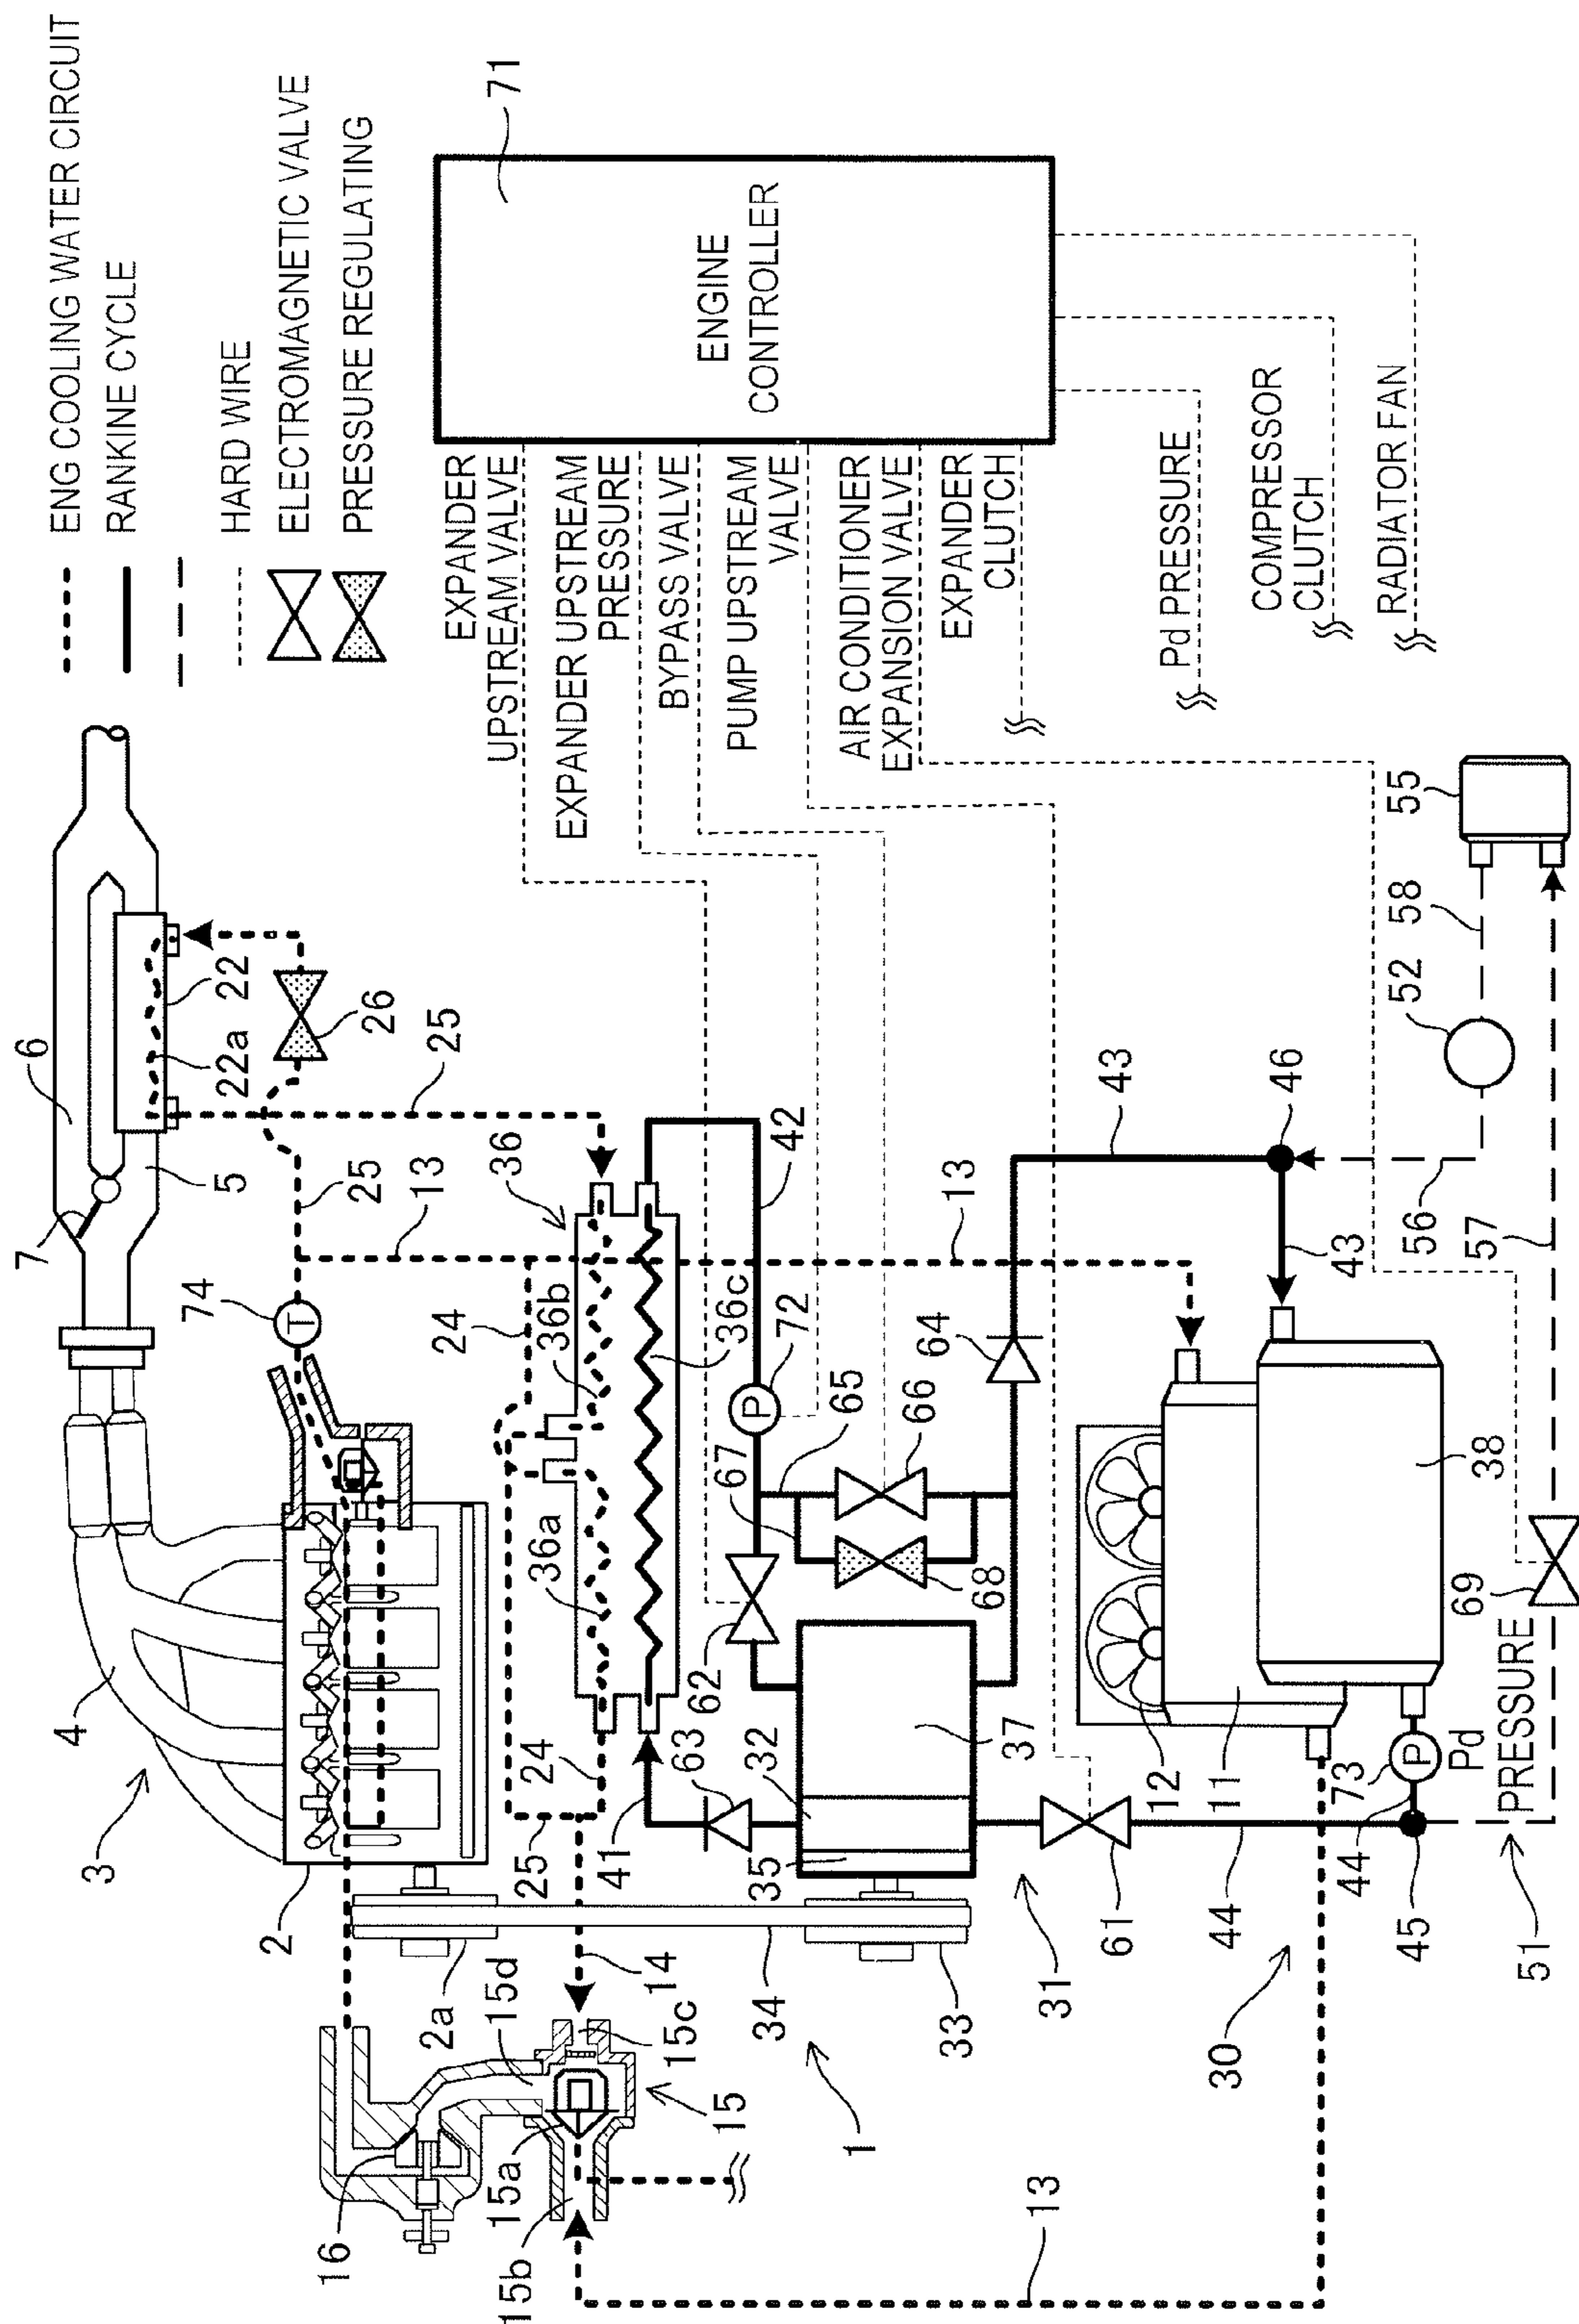 ENG COOLING WATER CIRCUIT
RANKINE CYCLE
HARD WIRE
ELECTROMAGNETIC VALVE
PRESSURE REGULATING
71
ENGINE
CONTROLLER
EXPANDER
UPSTREAM VALVE
EXPANDER UPSTREAM
PRESSURE
BYPASS VALVE
PUMP UPSTREAM
VALVE
AIR CONDITIONER
EXPANSION VALVE
EXPANDER
CLUTCH
Pd PRESSURE
COMPRESSOR
CLUTCH
RADIATOR FAN
6
7
5
22
22a
26
25
25
13
74
3
4
2
2a
36
36b
36c
36a
24
24
25
42
13
72
67
65
66
68
64
62
63
41
43
46
43
55
58
52
56
57
32
35
37
12
11
38
69
73
Pd
PRESSURE
44
44
45
51
61
31
30
33
34
14
15d
15c
15
15a
15b
16
1
13
P
P
T